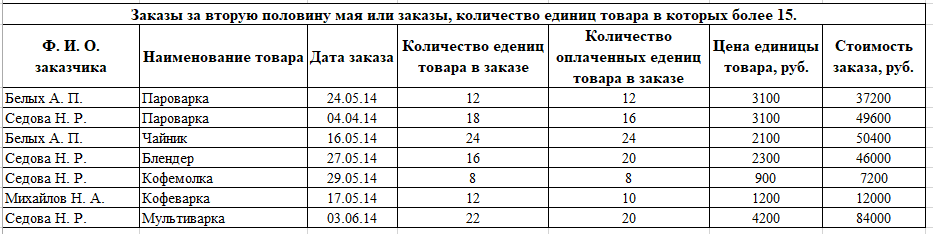 Заказы за вторую половину мая или заказы, количество единиц товара в которых более 15.
Ф. И. О. заказчика Наименование товара Дата заказа Количество едениц товара в заказе Количество оплаченных едениц товара в заказе Цена единицы товара, руб. Стоимость заказа, руб.
Белых А. П. Пароварка 24.05.14 12 12 3100 37200
Седова Н. Р. Пароварка 04.04.14 18 16 3100 49600
Белых А. П. Чайник 16.05.14 24 24 2100 50400
Седова Н. Р. Блендер 27.05.14 16 20 2300 46000
Седова Н. Р. Кофемолка 29.05.14 8 8 900 7200
Михайлов Н. А. Кофеварка 17.05.14 12 10 1200 12000
Седова Н. Р. Мультиварка 03.06.14 22 20 4200 84000